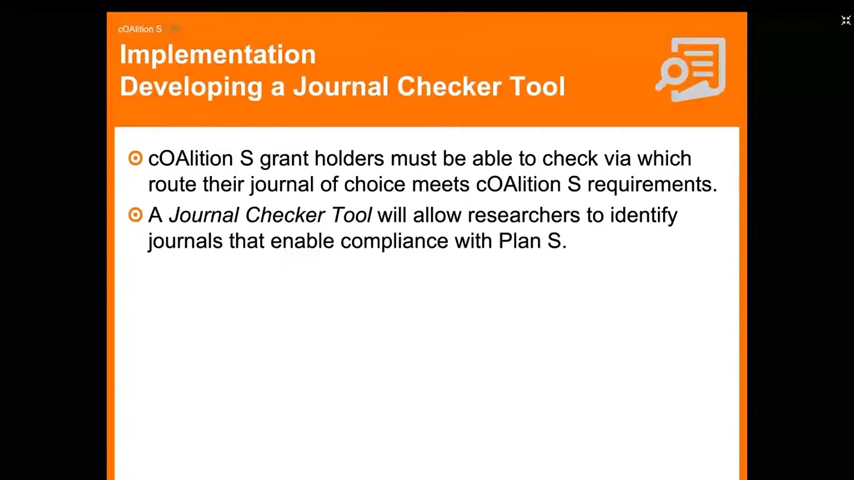 cOAlition S
Implementation
Developing a Journal Checker Tool
cOAlition S grant holders must be able to check via which
route their journal of choice meets cOAlition S requirements.
A Journal Checker Tool will allow researchers to identify
journals that enable compliance with Plan S.